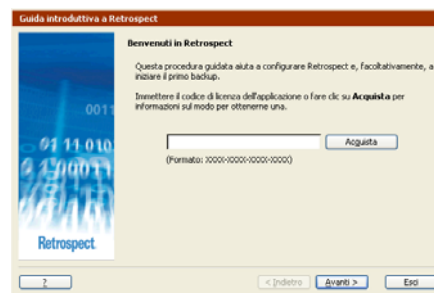 Guida introduttiva a Retrospect
Benvenuti in Retrospect
Questa procedura guidata aiuta a configurare Retrospect e, facoltativamente, a
iniziare il primo backup.
Immettere il codice di licenza dell'applicazione o fare clic su Acquista per
informazioni sul modo per ottenerne una.
0011
01 11 010
Acquista
(Formato: XXXX-XXXX-XXXX-XXXX)
Retrospect
?
< Indietro
Avanti >
Esci